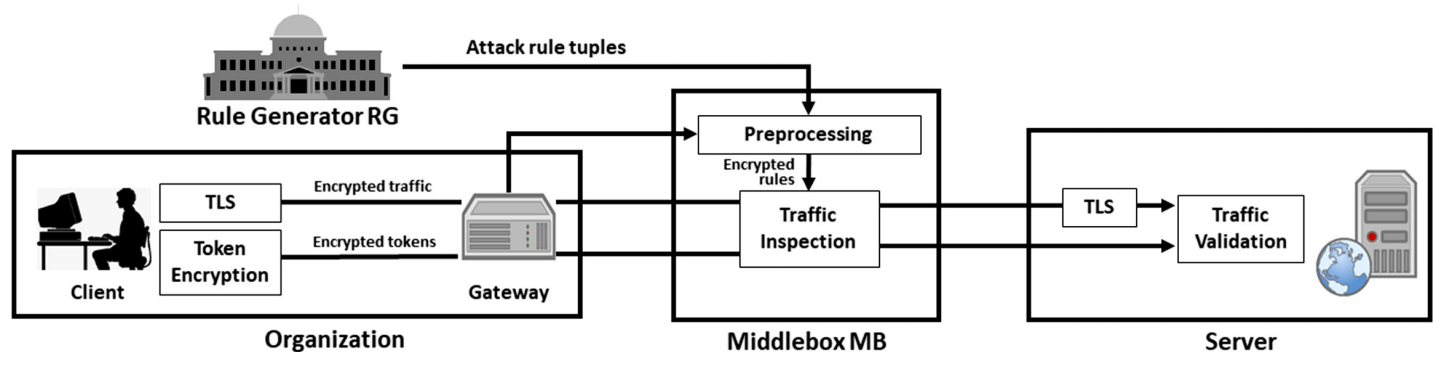 Attack rule tuples
Rule Generator RG
Preprocessing
Encrypted
rules
TLS
Encrypted traffic
Token
Encryption
Encrypted tokens
Client
Gateway
Traffic
Inspection
TLS
Traffic
Validation
Organization
Middlebox MB
Server